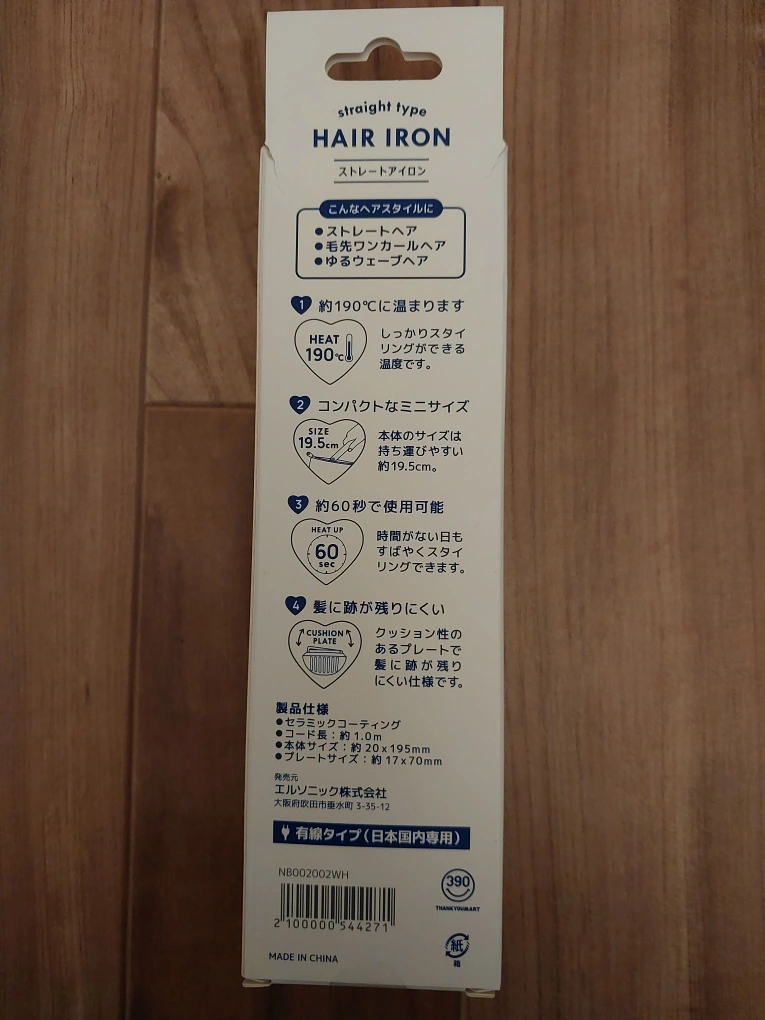 straight type
HAIR IRON
ストレートアイロン
こんなヘアスタイルに
●ストレートヘア
●毛先ワンカールヘア
●ゆるウェーブヘア
1 約190℃に温まります
HEAT
190℃
しっかりスタイ
リングができる
温度です。
2 コンパクトなミニサイズ
SIZE
19.5cm
本体のサイズは
持ち運びやすい
約19.5cm。
3 約60秒で使用可能
HEAT UP
60
sec
時間がない日も
すばやくスタイ
リングできます。
4 髪に跡が残りにくい
CUSHION
PLATE
クッション性の
あるプレートで
髪に跡が残り
にくい仕様です。
製品仕様
●セラミックコーティング
●コード長：約1.0m
●本体サイズ：約20x195mm
●プレートサイズ：約17x70mm
発売元
エルソニック株式会社
大阪府吹田市垂水町3-35-12
有線タイプ(日本国内専用)
NB002002WH
2100000544271
390
THANKYOUMART
紙
箱
MADE IN CHINA